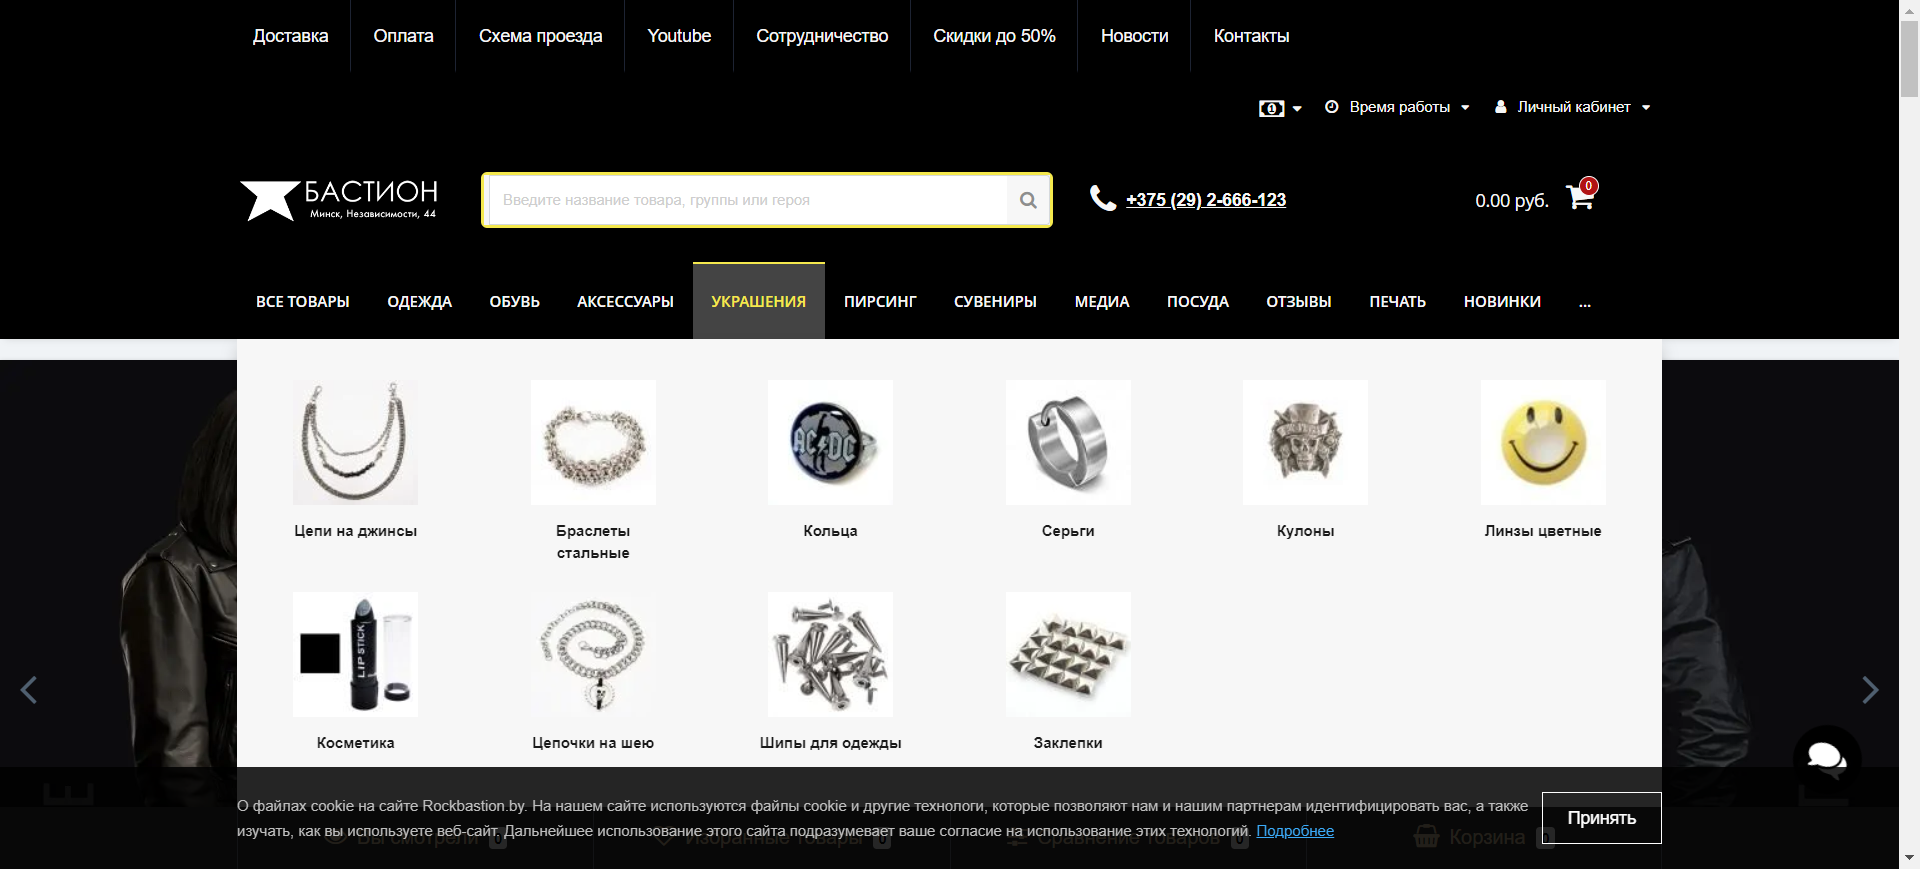 Доставка
Оплата
Схема проезда
Youtube
Сотрудничество
Скидки до 50%
Новости
Контакты
Время работы
Личный кабинет
БАСТИОН
Минск, Независимости, 44
Введите название товара, группы или героя
+375 (29) 2-666-123
0.00 руб.
0
ВСЕ ТОВАРЫ
ОДЕЖДА
ОБУВЬ
АКСЕССУАРЫ
УКРАШЕНИЯ
ПИРСИНГ
СУВЕНИРЫ
МЕДИА
ПОСУДА
ОТЗЫВЫ
ПЕЧАТЬ
НОВИНКИ
...
AC DC
Цепи на джинсы
Браслеты
стальные
Кольца
Серьги
Кулоны
Линзы цветные
LIPSTICK
Косметика
Цепочки на шею
Шипы для одежды
Заклепки
О файлах cookie на сайте Rockbastion.by. На нашем сайте используются файлы cookie и другие технологи, которые позволяют нам и нашим партнерам идентифицировать вас, а также
изучать, как вы используете веб-сайт. Дальнейшее использование этого сайта подразумевает ваше согласие на использование этих технологий. Подробнее
Принять
Вы смотрели 0
Избранные товары 0
Сравнение товаров 0
Корзина 0